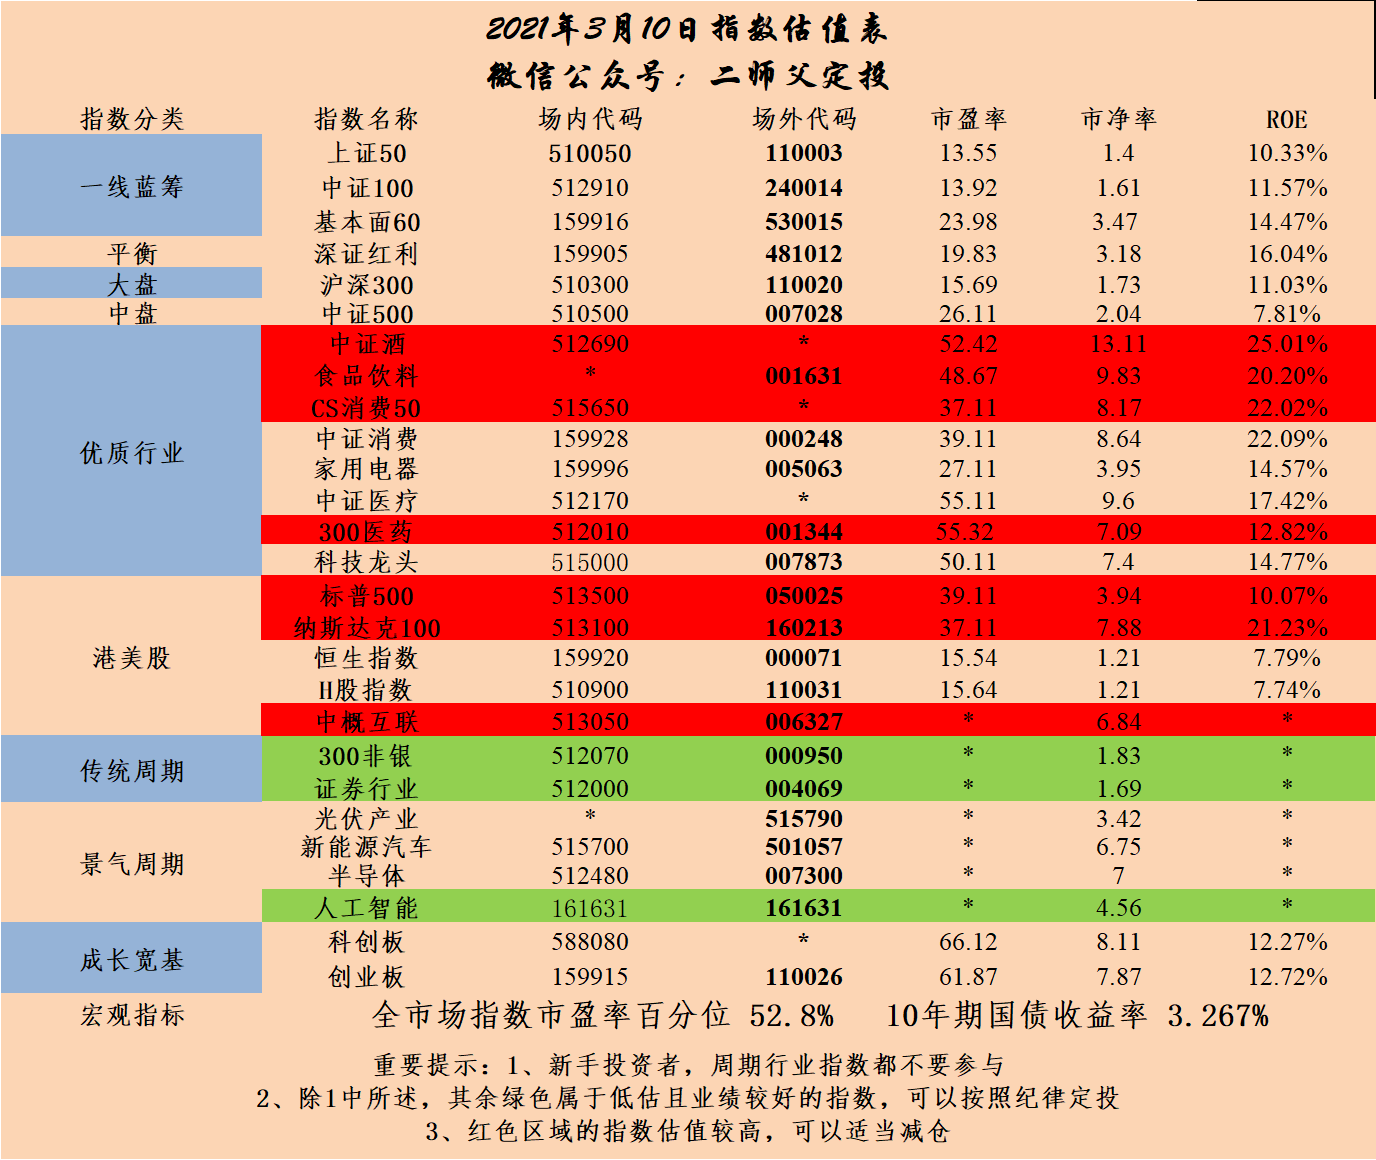 2021年3月10日指数估值表
微信公众号：二师父定投
指数分类 指数名称 场内代码 场外代码 市盈率 市净率 ROE
一线蓝筹
上证50 510050 110003 13.55 1.4 10.33%
中证100 512910 240014 13.92 1.61 11.57%
基本面60 159916 530015 23.98 3.47 14.47%
平衡 深证红利 159905 481012 19.83 3.18 16.04%
大盘 沪深300 510300 110020 15.69 1.73 11.03%
中盘 中证500 510500 007028 26.11 2.04 7.81%
优质行业
中证酒 512690 * 52.42 13.11 25.01%
食品饮料 * 001631 48.67 9.83 20.20%
CS消费50 515650 * 37.11 8.17 22.02%
中证消费 159928 000248 39.11 8.64 22.09%
家用电器 159996 005063 27.11 3.95 14.57%
中证医疗 512170 * 55.11 9.6 17.42%
300医药 512010 001344 55.32 7.09 12.82%
科技龙头 515000 007873 50.11 7.4 14.77%
港美股
标普500 513500 050025 39.11 3.94 10.07%
纳斯达克100 513100 160213 37.11 7.88 21.23%
恒生指数 159920 000071 15.54 1.21 7.79%
H股指数 510900 110031 15.64 1.21 7.74%
中概互联 513050 006327 * 6.84 *
传统周期
300非银 512070 000950 * 1.83 *
证券行业 512000 004069 * 1.69 *
景气周期
光伏产业 * 515790 * 3.42 *
新能源汽车 515700 501057 * 6.75 *
半导体 512480 007300 * 7 *
人工智能 161631 161631 * 4.56 *
成长宽基
科创板 588080 * 66.12 8.11 12.27%
创业板 159915 110026 61.87 7.87 12.72%
宏观指标 全市场指数市盈率百分位 52.8% 10年期国债收益率 3.267%
重要提示：1、新手投资者，周期行业指数都不要参与
2、除1中所述，其余绿色属于低估且业绩较好的指数，可以按照纪律定投
3、红色区域的指数估值较高，可以适当减仓